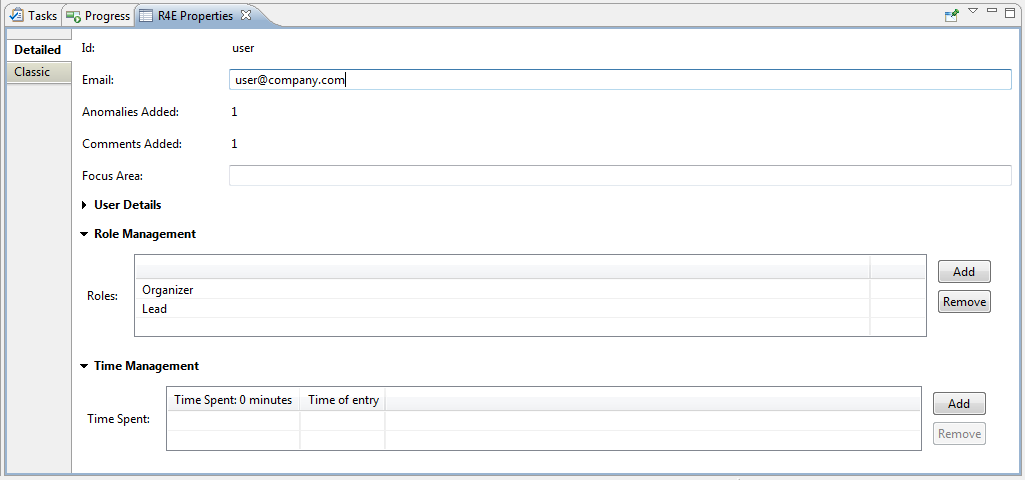 Tasks Progress R4E Properties
Detailed
Classic
Id: user
Email: user@company.com
Anomalies Added: 1
Comments Added: 1
Focus Area:
User Details
Role Management
Roles:
Organizer
Lead
Add
Remove
Time Management
Time Spent:
Time Spent: 0 minutes Time of entry
Add
Remove